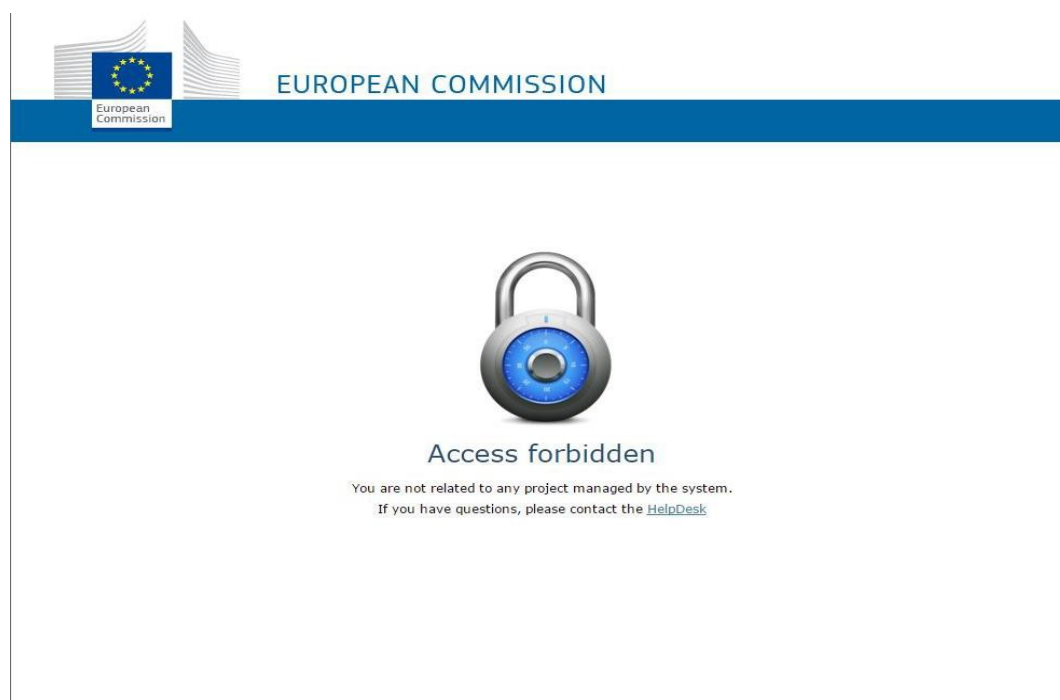 EUROPEAN COMMISSION
European
Commission
Access forbidden
You are not related to any project managed by the system.
If you have questions, please contact the HelpDesk